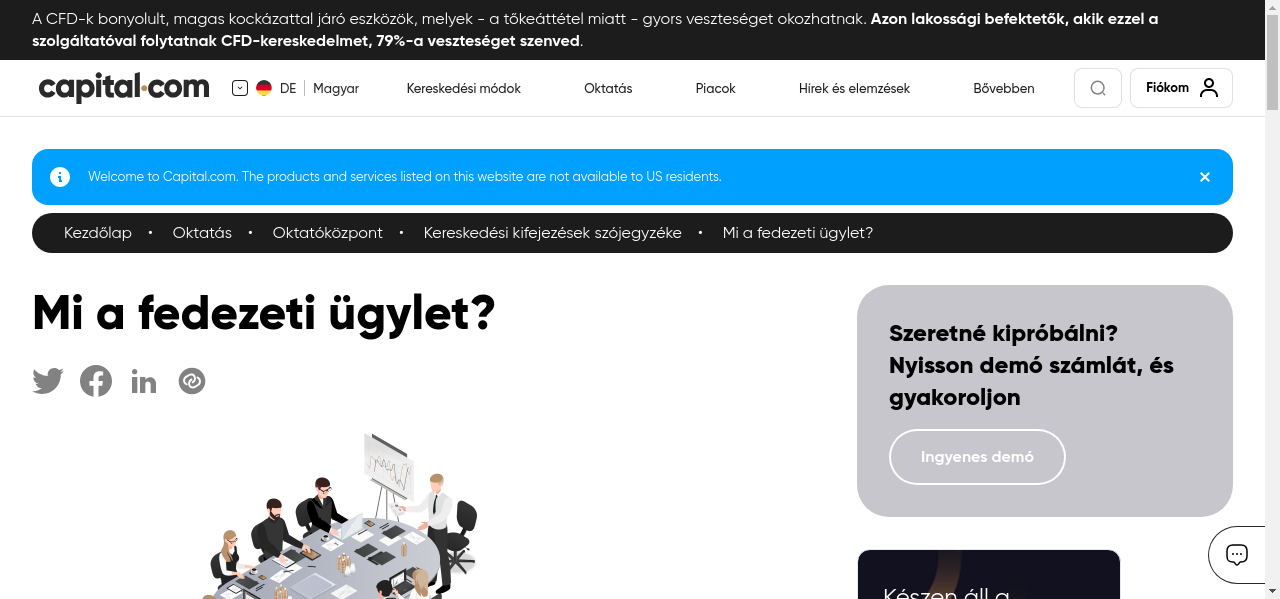 A CFD-k bonyolult, magas kockázattal járó eszközök, melyek - a tőkeáttétel miatt - gyors veszteséget okozhatnak. Azon lakossági befektetők, akik ezzel a
szolgáltatóval folytatnak CFD-kereskedelmet, 79%-a veszteséget szenved.
capital.com DE Magyar Kereskedési módok Oktatás Piacok Hírek és elemzések Bővebben Fiókom
Welcome to Capital.com. The products and services listed on this website are not available to US residents.
Kezdőlap • Oktatás • Oktatóközpont • Kereskedési kifejezések szójegyzéke • Mi a fedezeti ügylet?
Mi a fedezeti ügylet?
Szeretné kipróbálni?
Nyisson demó számlát, és
gyakoroljon
Ingyenes demó
Készen áll a